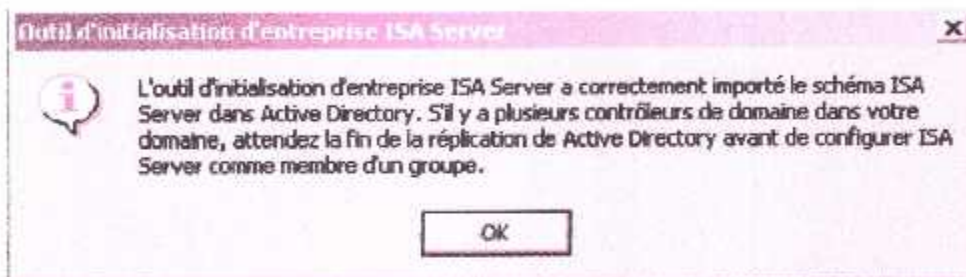 Outil d'initialisation d'entreprise ISA Server
L'outil d'initialisation d'entreprise ISA Server a correctement importé le schéma ISA
Server dans Active Directory. S'il y a plusieurs contrôleurs de domaine dans votre
domaine, attendez la fin de la réplication de Active Directory avant de configurer ISA
Server comme membre d'un groupe.
OK